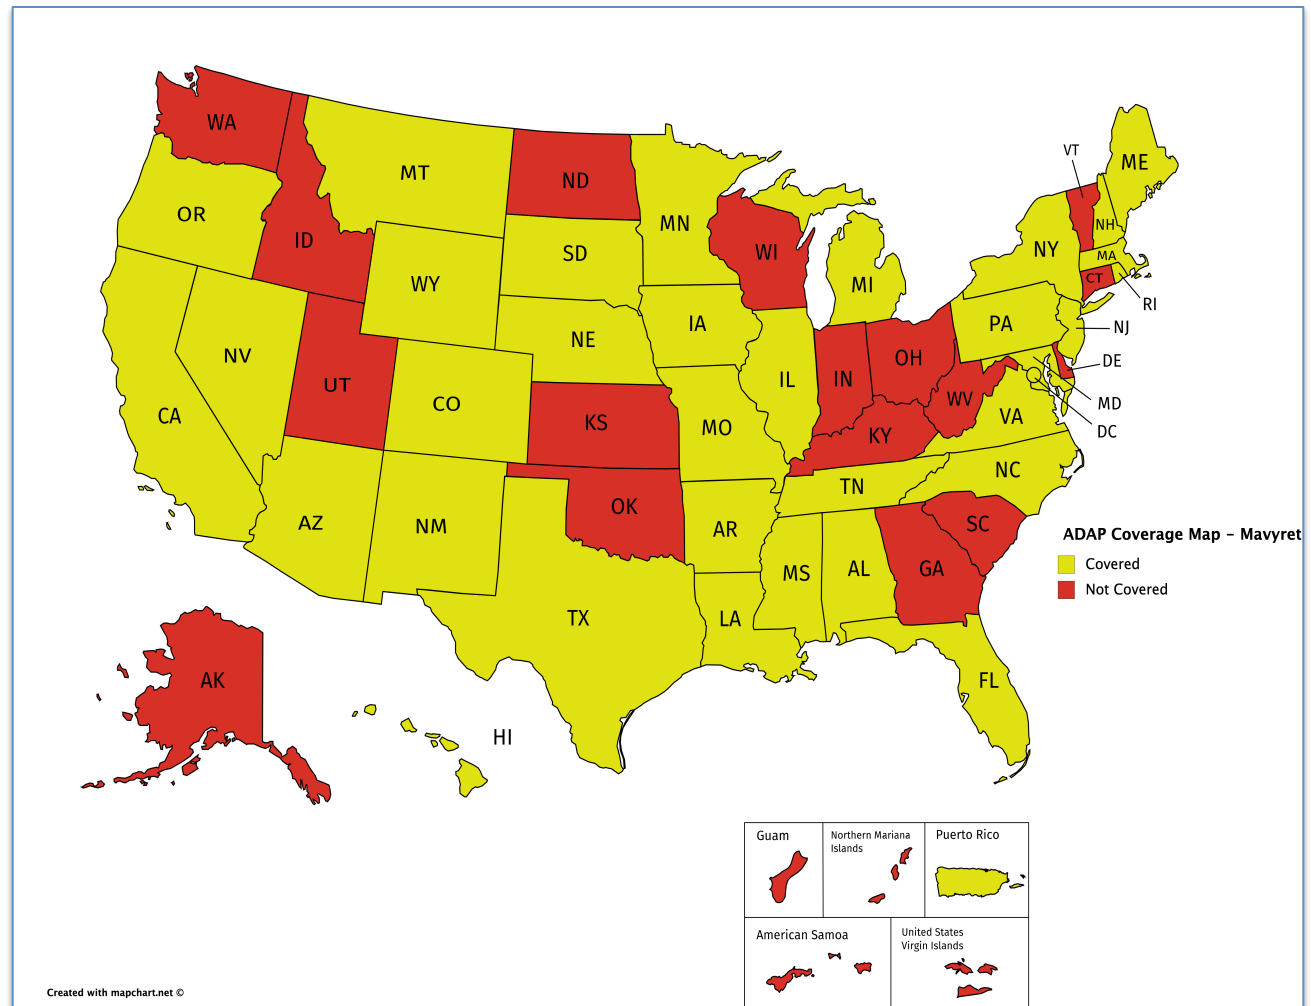 WA
MT
ND
VT
ME
OR
ID
MN
NH
SD
WI
NY
MA
WY
MI
CT
RI
NE
IA
PA
NJ
NV
OH
DE
UT
IL
IN
CO
WV
MD
CA
KS
MO
VA
KY
DC
TN
NC
AZ
NM
OK
AR
SC
ADAP Coverage Map – Mavyret
Covered
MS
AL
GA
Not Covered
TX
LA
AK
FL
HI
Guam
Northern Mariana
Islands
Puerto Rico
American Samoa
United States
Virgin Islands
Created with mapchart.net ©